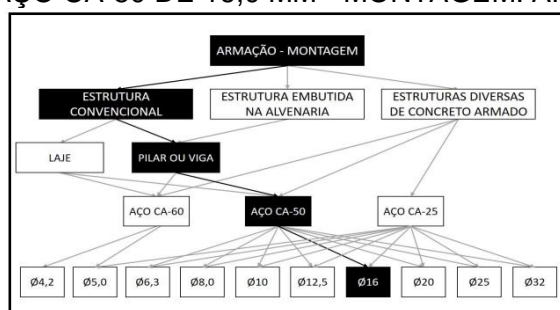 AÇO CA-50 DE 16,0 MM - MONTAGEM. AF
ARMAÇÃO - MONTAGEM
ESTRUTURA CONVENCIONAL
ESTRUTURA EMBUTIDA NA ALVENARIA
ESTRUTURAS DIVERSAS DE CONCRETO ARMADO
LAJE
PILAR OU VIGA
AÇO CA-60
AÇO CA-50
AÇO CA-25
Ø4,2
Ø5,0
Ø6,3
Ø8,0
Ø10
Ø12,5
Ø16
Ø20
Ø25
Ø32